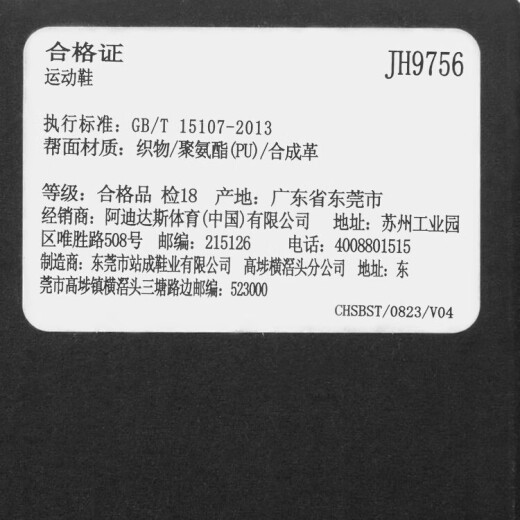 合格证
JH9756
运动鞋
执行标准：GB/T 15107-2013
帮面材质：织物/聚氨酯(PU)/合成革
等级：合格品 检18 产地：广东省东莞市
经销商：阿迪达斯体育(中国)有限公司 地址：苏州工业园
区唯胜路508号 邮编：215126 电话：4008801515
制造商：东莞市站成鞋业有限公司 高埗横滘头分公司 地址：东
莞市高埗镇横滘头三塘路边邮编：523000
CHSBST/0823/V04